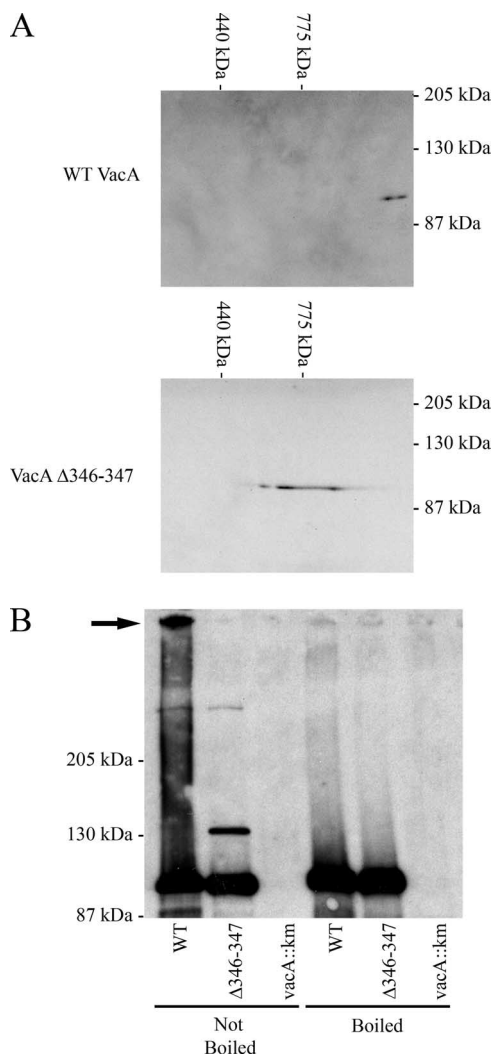 A
440 kDa
775 kDa
WT VacA
- 205 kDa
- 130 kDa
- 87 kDa
440 kDa
775 kDa
VacA Δ346-347
- 205 kDa
- 130 kDa
- 87 kDa
B
205 kDa -
130 kDa -
87 kDa -
WT
Δ346-347
vacA::km
WT
Δ346-347
vacA::km
Not
Boiled
Boiled